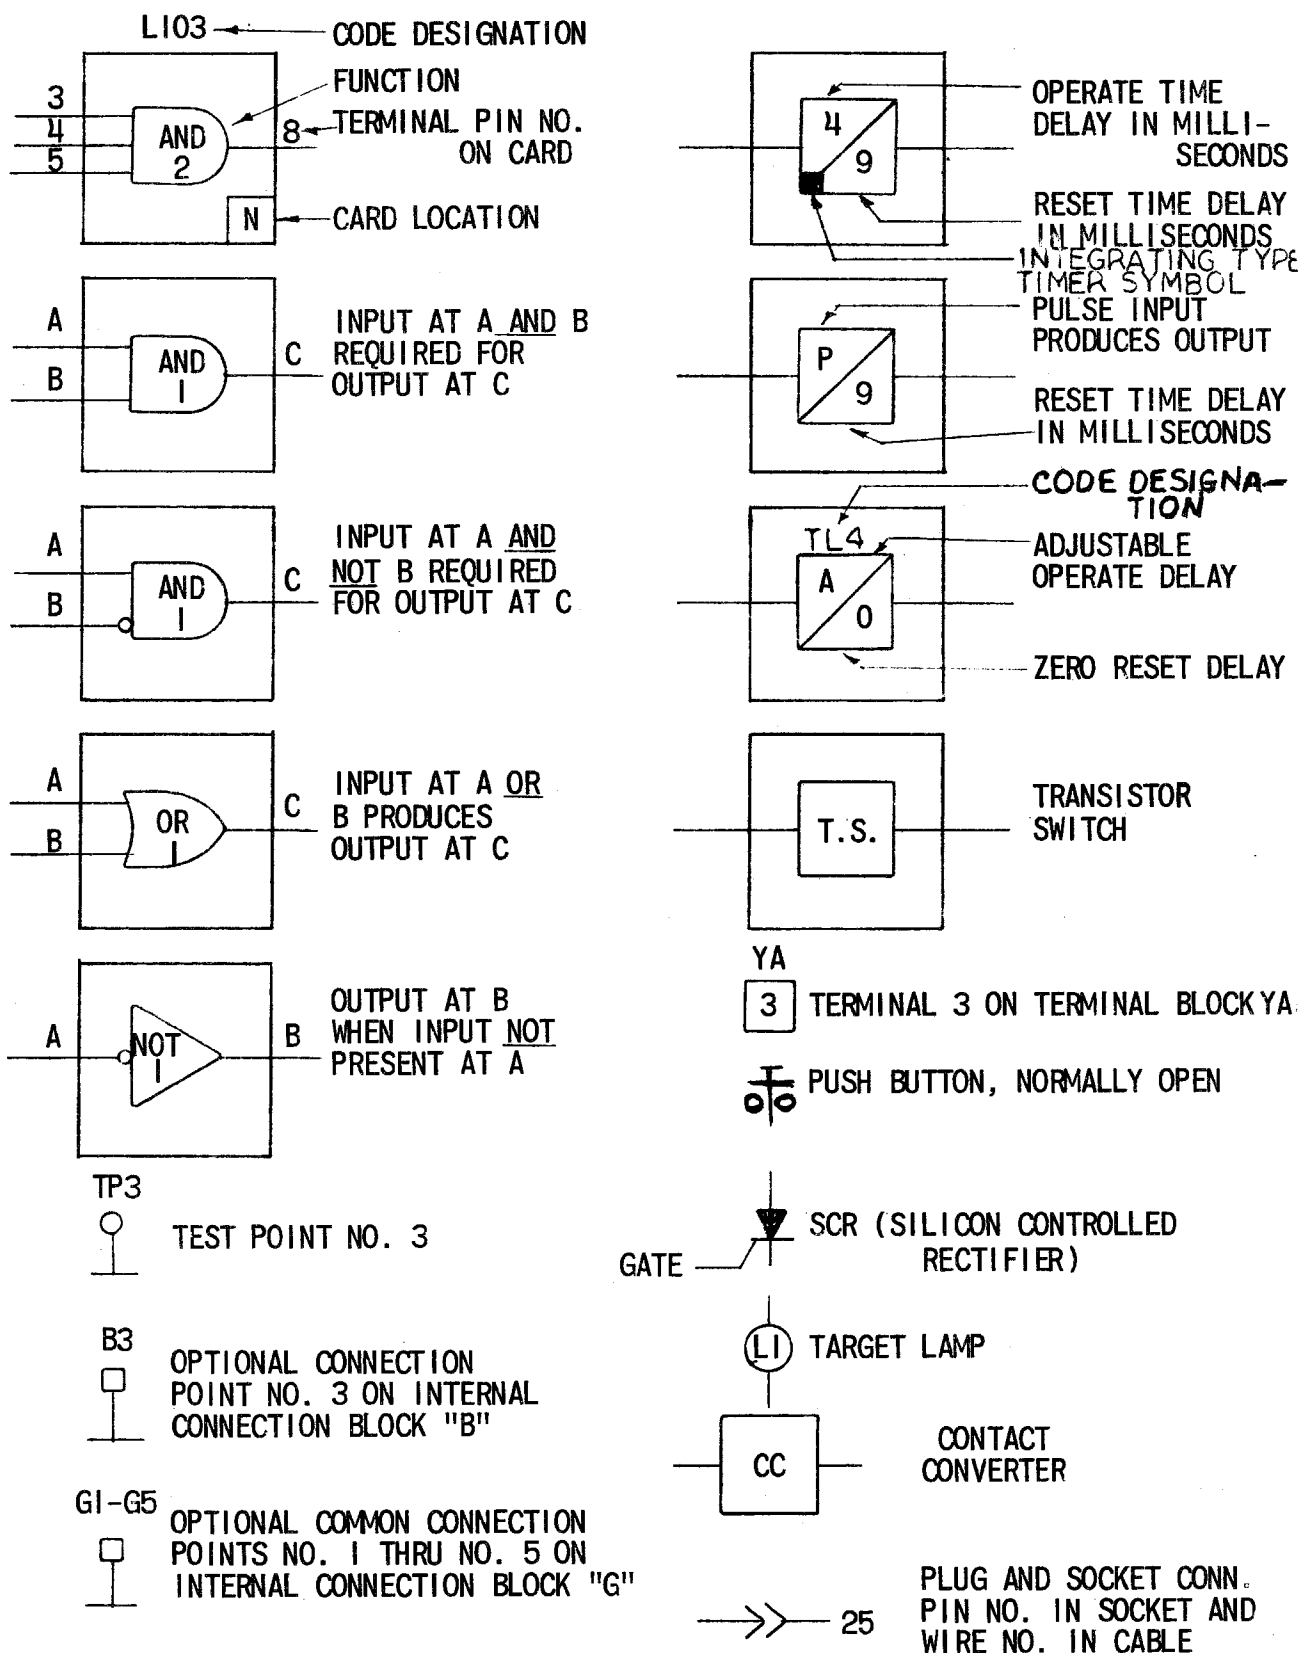 L103
CODE DESIGNATION
FUNCTION
3
4
5
AND
2
8
TERMINAL PIN NO.
ON CARD
N
CARD LOCATION
A
B
AND
1
C
INPUT AT A AND B
REQUIRED FOR
OUTPUT AT C
A
B
AND
1
C
INPUT AT A AND
NOT B REQUIRED
FOR OUTPUT AT C
A
B
OR
1
C
INPUT AT A OR
B PRODUCES
OUTPUT AT C
A
NOT
1
B
OUTPUT AT B
WHEN INPUT NOT
PRESENT AT A
TP3
TEST POINT NO. 3
B3
OPTIONAL CONNECTION
POINT NO. 3 ON INTERNAL
CONNECTION BLOCK "B"
G1-G5
OPTIONAL COMMON CONNECTION
POINTS NO. 1 THRU NO. 5 ON
INTERNAL CONNECTION BLOCK "G"
4
9
OPERATE TIME
DELAY IN MILLI-
SECONDS
RESET TIME DELAY
IN MILLISECONDS
INTEGRATING TYPE
TIMER SYMBOL
P
9
PULSE INPUT
PRODUCES OUTPUT
RESET TIME DELAY
IN MILLISECONDS
CODE DESIGNA-
TION
TL4
A
0
ADJUSTABLE
OPERATE DELAY
ZERO RESET DELAY
T.S.
TRANSISTOR
SWITCH
YA
3
TERMINAL 3 ON TERMINAL BLOCK YA
PUSH BUTTON, NORMALLY OPEN
GATE
SCR (SILICON CONTROLLED
RECTIFIER)
L1
TARGET LAMP
CC
CONTACT
CONVERTER
25
PLUG AND SOCKET CONN.
PIN NO. IN SOCKET AND
WIRE NO. IN CABLE